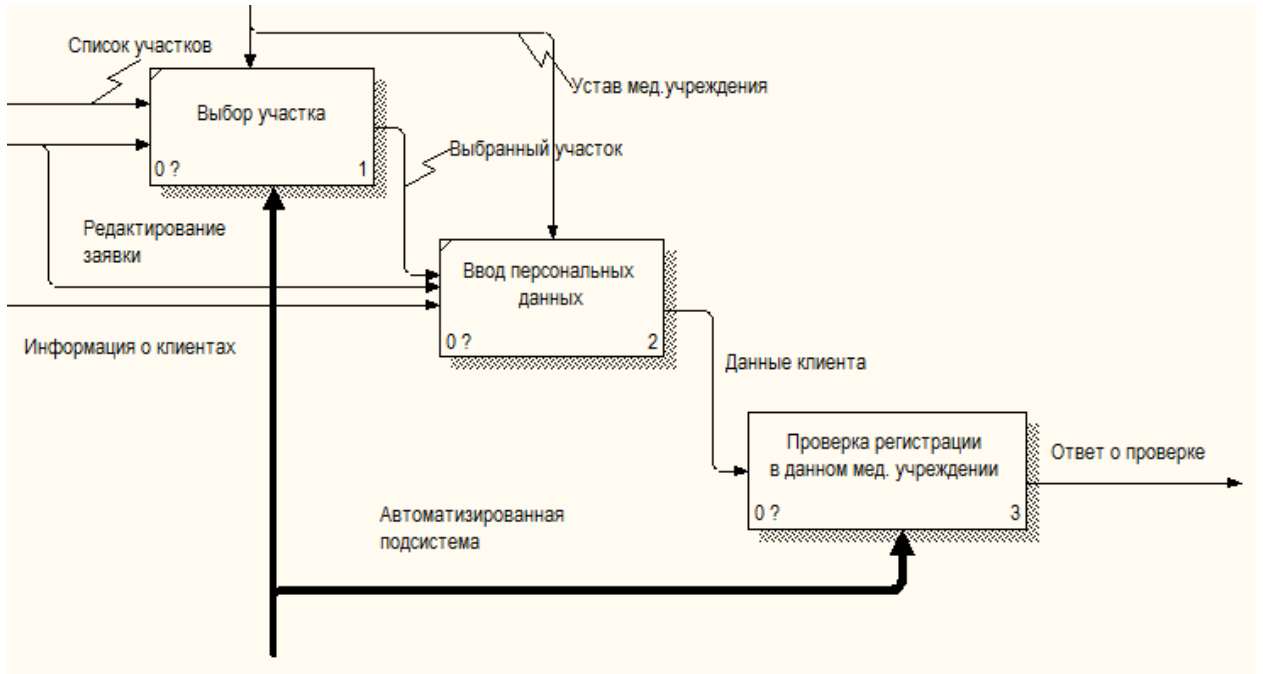 Список участков
Устав мед.учреждения
Выбор участка
0 ?
1
Выбранный участок
Редактирование
заявки
Ввод персональных
данных
0 ?
2
Информация о клиентах
Данные клиента
Проверка регистрации
в данном мед. учреждении
0 ?
3
Ответ о проверке
Автоматизированная
подсистема